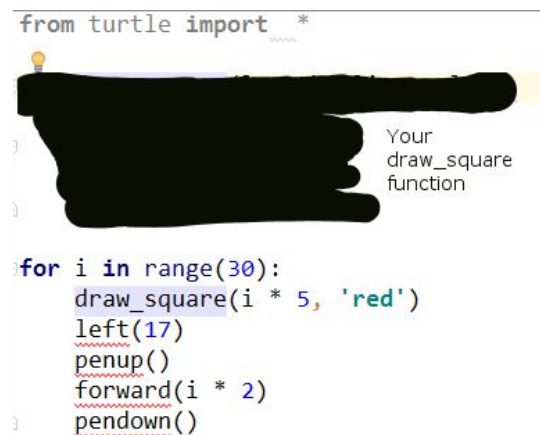 from turtle import *
Your
draw_square
function
for i in range(30):
draw_square(i * 5, 'red')
left(17)
penup()
forward(i * 2)
pendown()